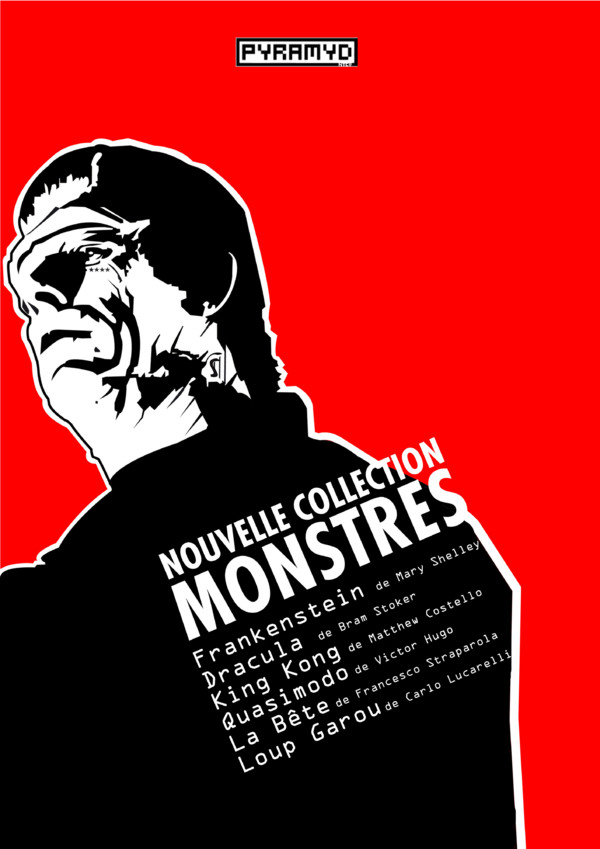 PYRAMYD
NTCV
NOUVELLE COLLECTION
MONSTRES
Frankenstein de Mary Shelley
Dracula de Bram Stoker
King Kong de Matthew Costello
Quasimodo de Victor Hugo
La Bête de Francesco Straparola
Loup Garou de Carlo Lucarelli